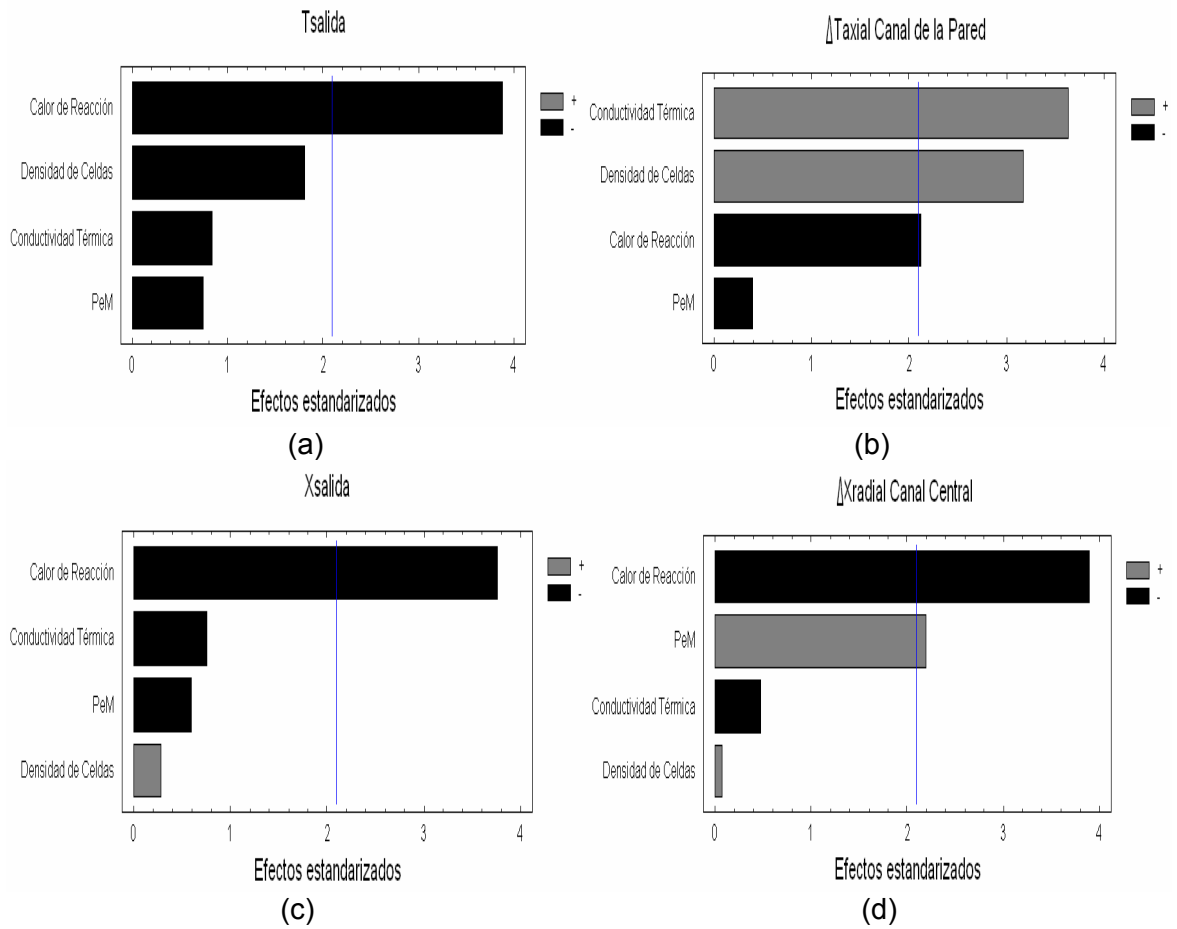 Tsalida
Calor de Reacción
Densidad de Celdas
Conductividad Térmica
PeM
+
-
0 1 2 3 4
Efectos estandarizados
(a)
ΔTaxial Canal de la Pared
Conductividad Térmica
Densidad de Celdas
Calor de Reacción
PeM
+
-
0 1 2 3 4
Efectos estandarizados
(b)
Xsalida
Calor de Reacción
Conductividad Térmica
PeM
Densidad de Celdas
+
-
0 1 2 3 4
Efectos estandarizados
(c)
ΔXradial Canal Central
Calor de Reacción
PeM
Conductividad Térmica
Densidad de Celdas
+
-
0 1 2 3 4
Efectos estandarizados
(d)